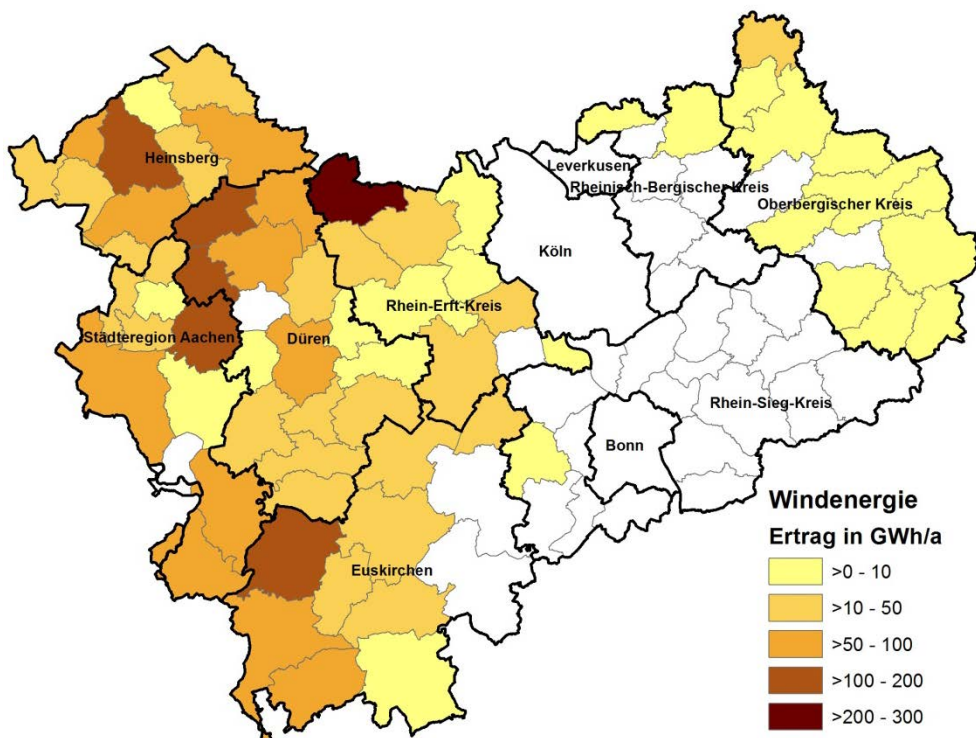 Heinsberg
Leverkusen
Rheinisch-Bergischer Kreis
Oberbergischer Kreis
Köln
Rhein-Erft-Kreis
Städteregion Aachen
Düren
Rhein-Sieg-Kreis
Bonn
Euskirchen
Windenergie
Ertrag in GWh/a
>0 - 10
>10 - 50
>50 - 100
>100 - 200
>200 - 300